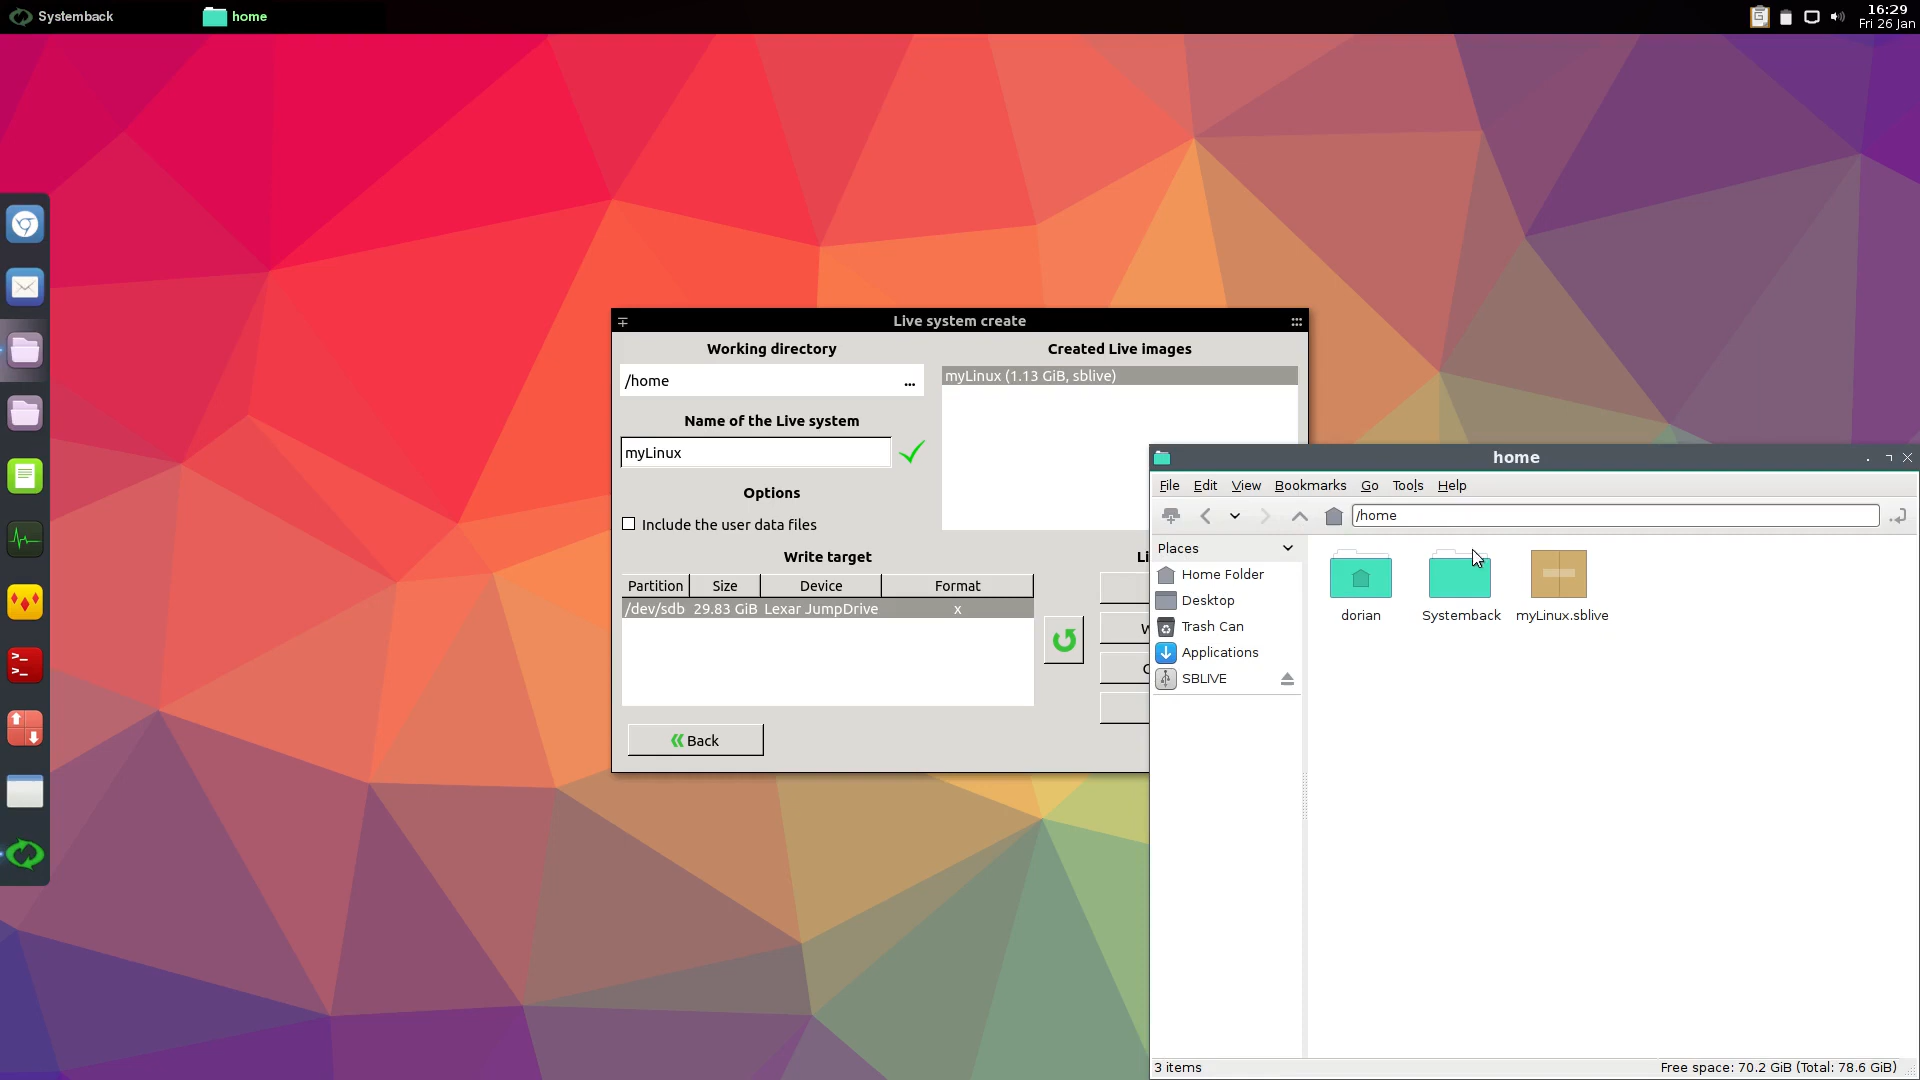 Systemback
home
16:29
Fri 26 Jan
Live system create
Working directory
/home
...
Name of the Live system
myLinux
Options
Include the user data files
Created Live images
myLinux (1.13 GiB, sblive)
Write target
Partition Size Device Format
/dev/sdb 29.83 GiB Lexar JumpDrive x
Back
Li
home
File Edit View Bookmarks Go Tools Help
/home
Places
Home Folder
Desktop
Trash Can
Applications
SBLIVE
dorian
Systemback
myLinux.sblive
3 items
Free space: 70.2 GiB (Total: 78.6 GiB)